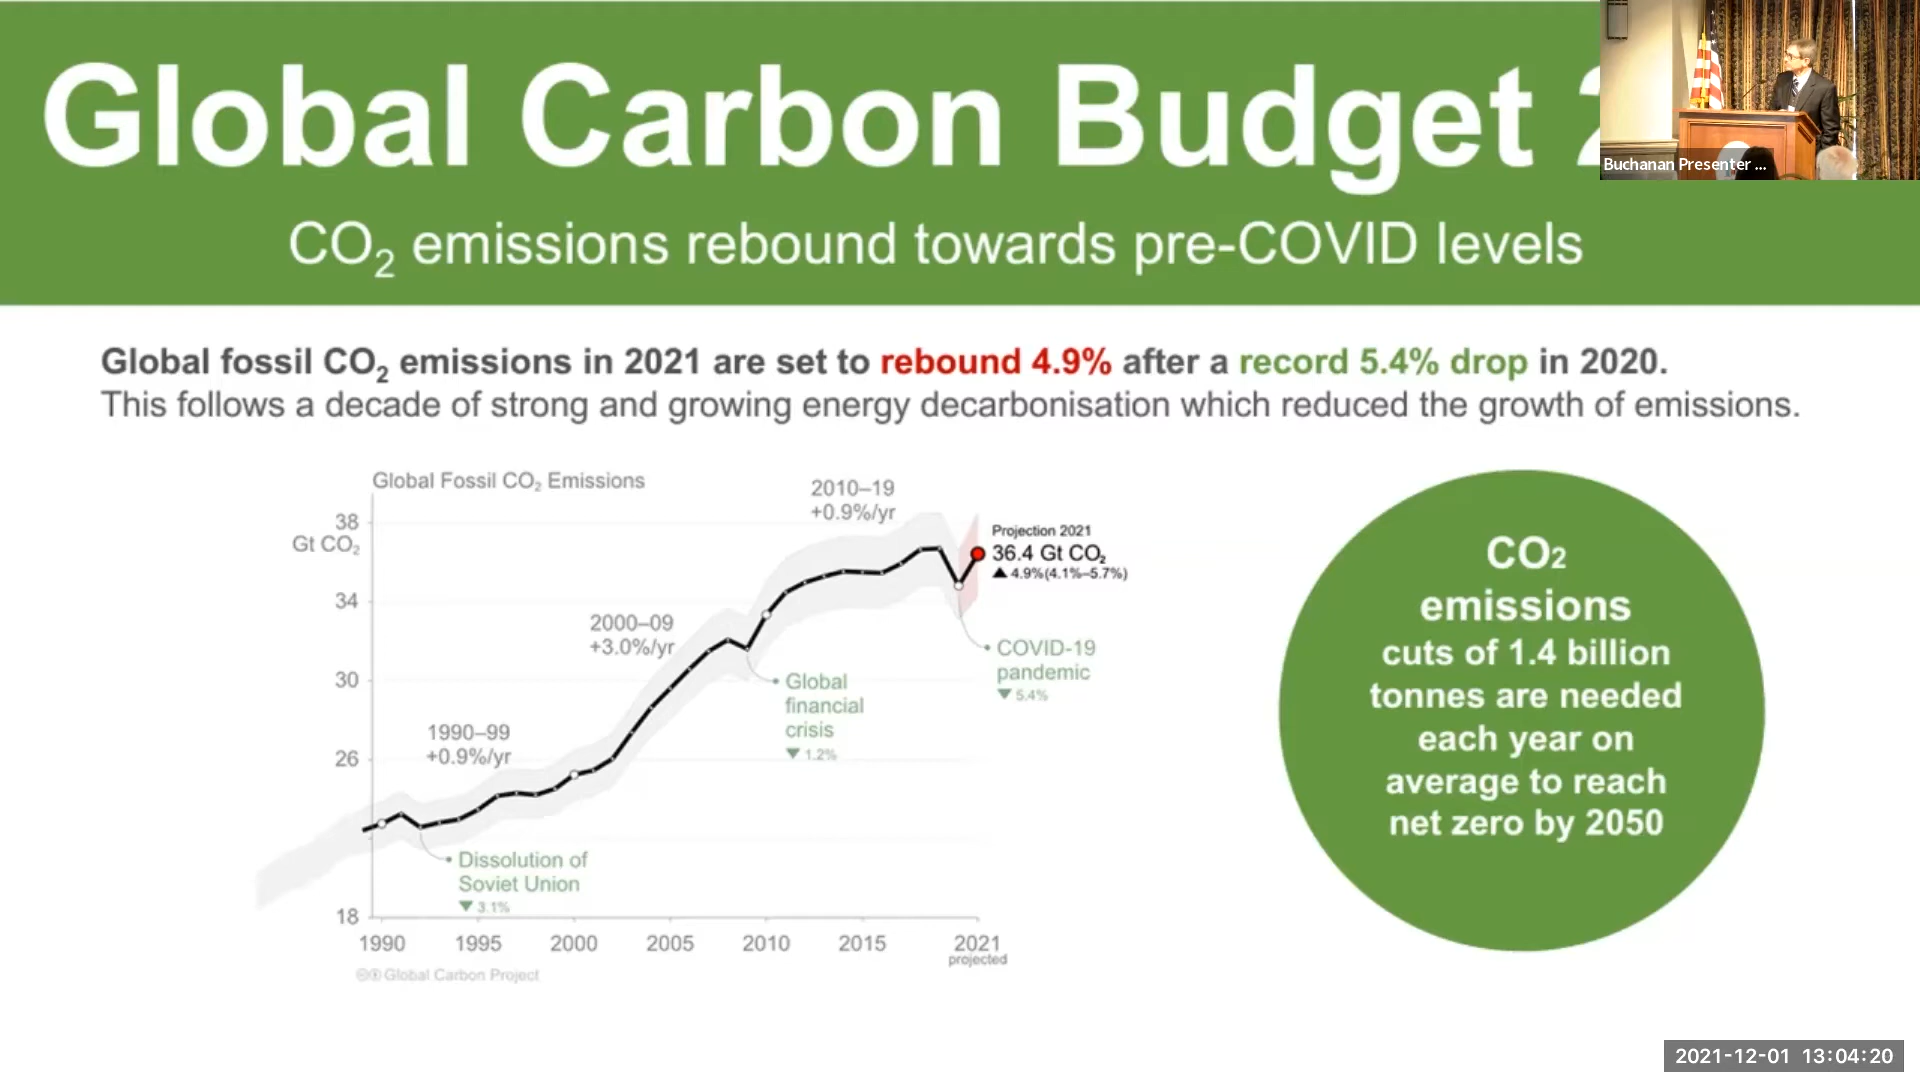 Global Carbon Budget 2
CO₂ emissions rebound towards pre-COVID levels
Buchanan Presenter ...
Global fossil CO₂ emissions in 2021 are set to rebound 4.9% after a record 5.4% drop in 2020.
This follows a decade of strong and growing energy decarbonisation which reduced the growth of emissions.
Global Fossil CO₂ Emissions
38
Gt CO₂
34
30
26
18
2010–19
+0.9%/yr
Projection 2021
36.4 Gt CO₂
▲ 4.9%(4.1%–5.7%)
2000–09
+3.0%/yr
COVID-19
pandemic
▼ 5.4%
Global
financial
crisis
▼ 1.2%
1990–99
+0.9%/yr
Dissolution of
Soviet Union
▼ 3.1%
1990 1995 2000 2005 2010 2015 2021
projected
Global Carbon Project
CO₂
emissions
cuts of 1.4 billion
tonnes are needed
each year on
average to reach
net zero by 2050
2021-12-01 13:04:20